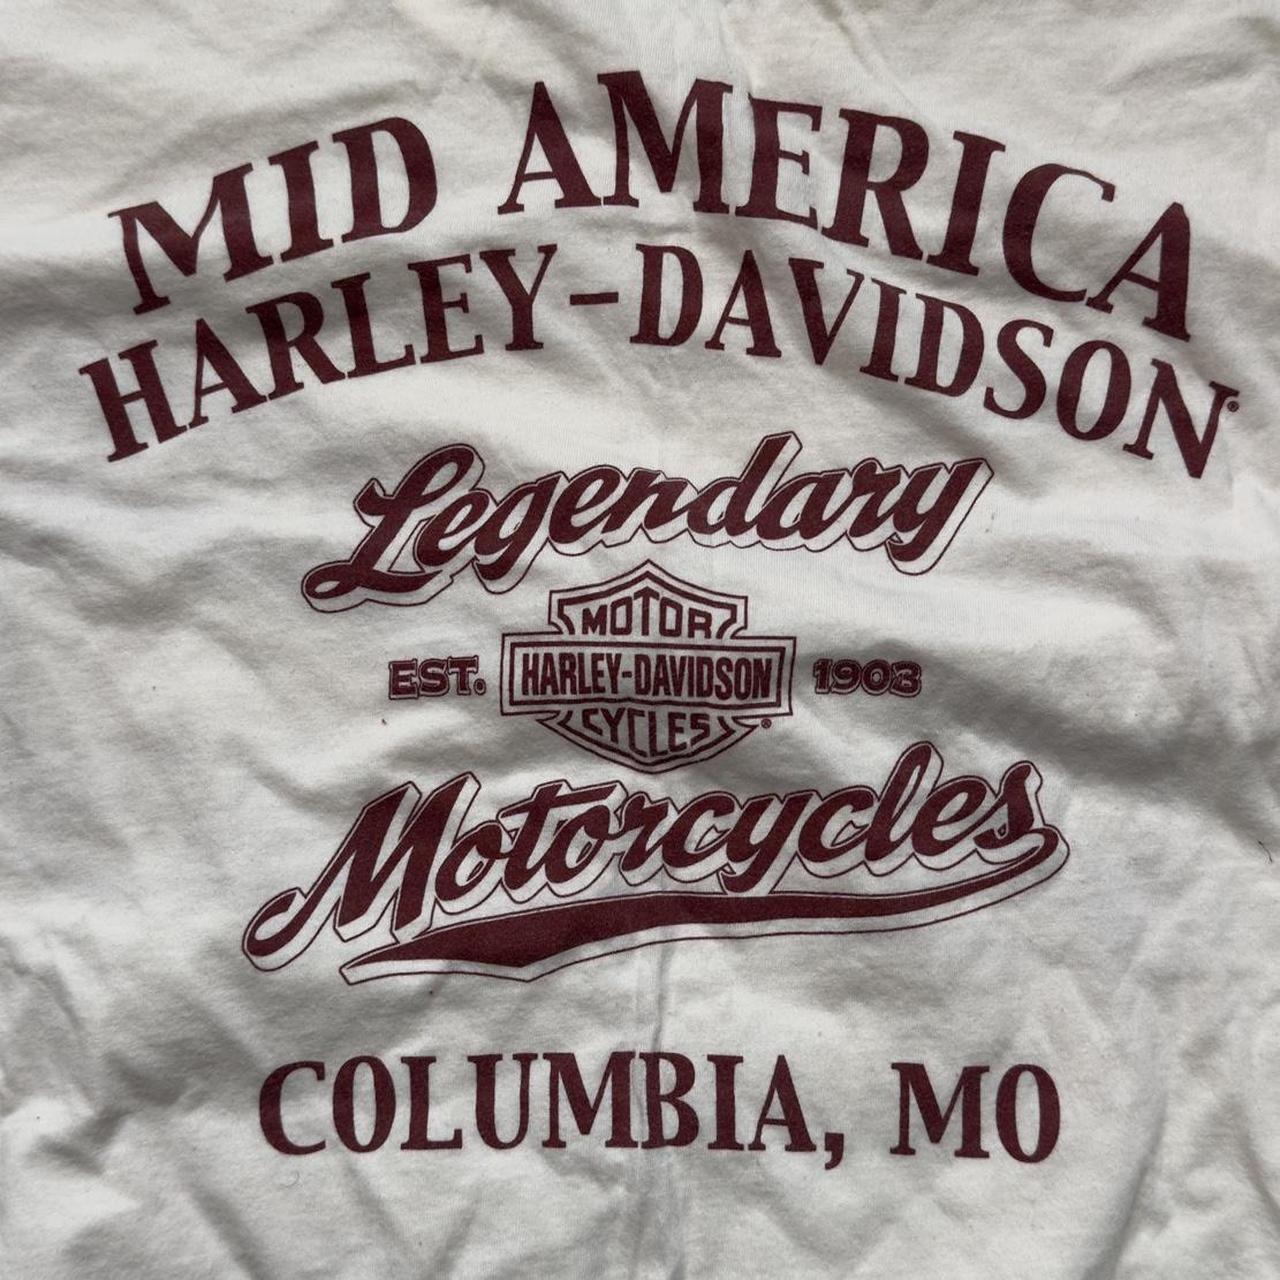 MID AMERICA
HARLEY-DAVIDSON®
Legendary
MOTOR
EST. HARLEY-DAVIDSON 1903
CYCLES®
Motorcycles
COLUMBIA, MO